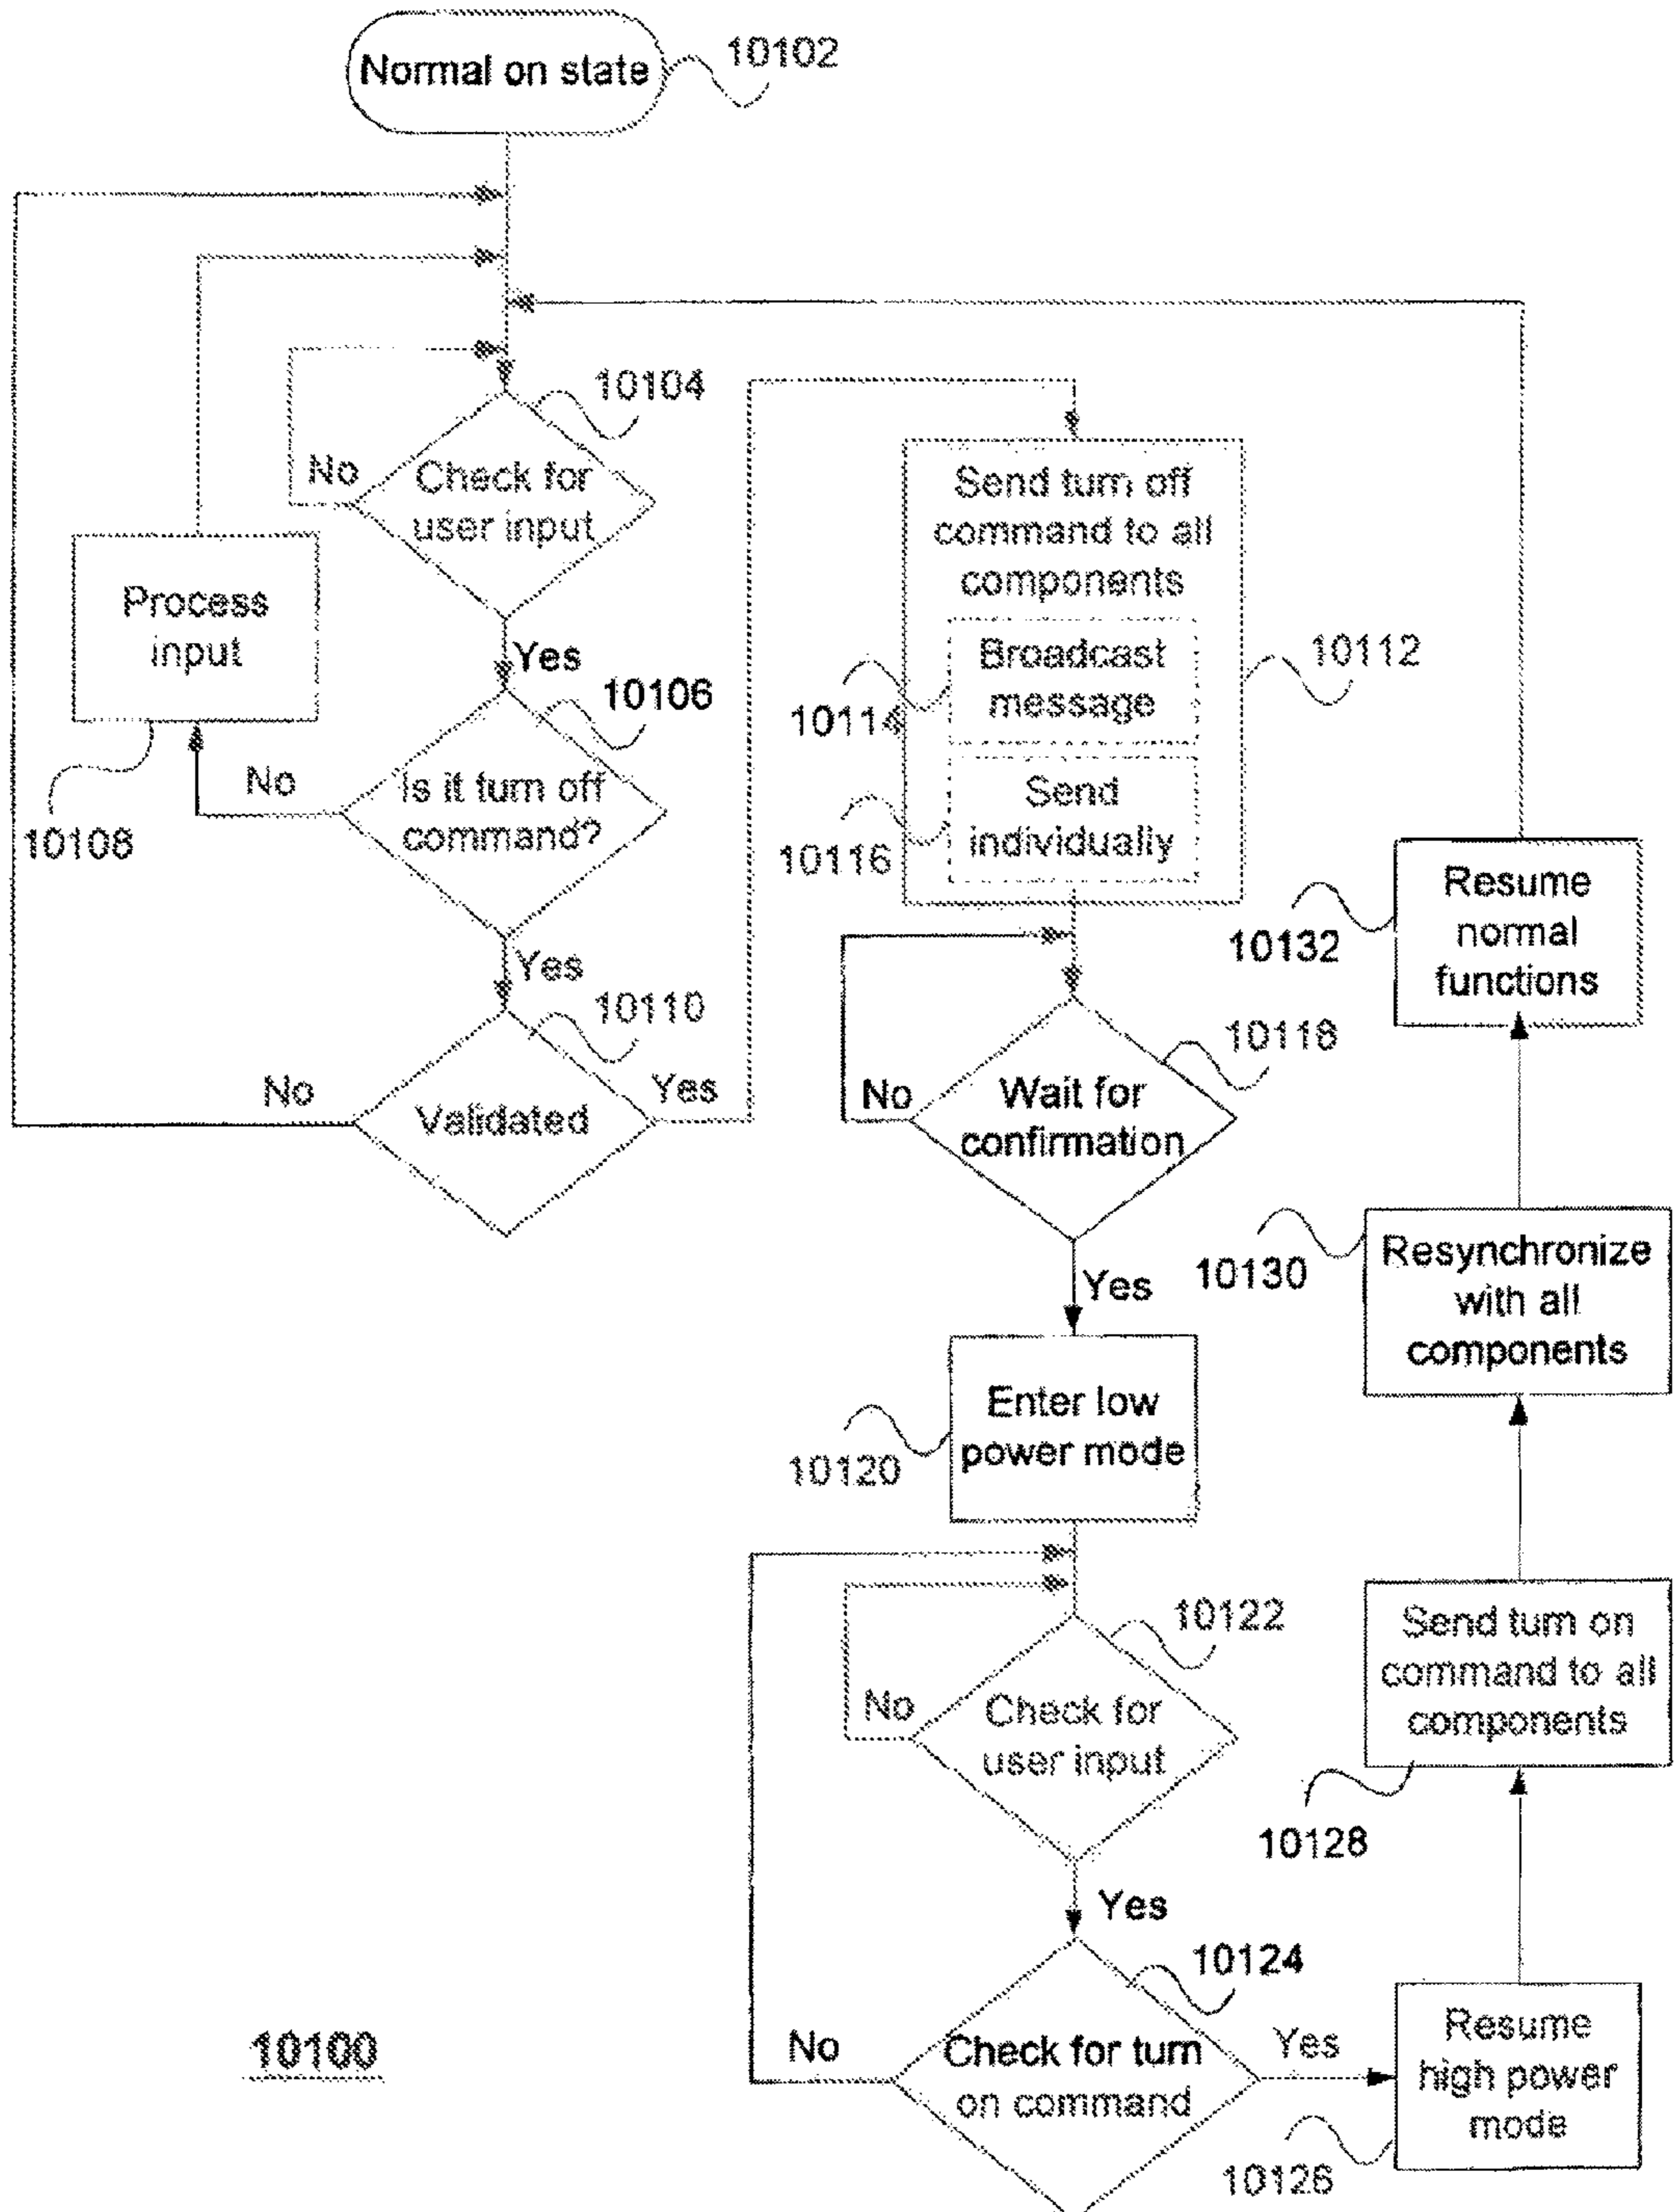 Normal on state
10102
10104
No
Check for
user input
Process
input
10108
Yes
10106
No
Is it turn off
command?
Yes
10110
No
Validated
Yes
Send turn off
command to all
components
Broadcast
message
10114
10112
Send
individually
10116
10118
No
Wait for
confirmation
Yes
Enter low
power mode
10120
10122
No
Check for
user input
Yes
10124
No
Check for turn
on command
Yes
Resume
high power
mode
10126
Send turn on
command to all
components
10128
Resynchronize
with all
components
10130
Resume
normal
functions
10132
10100